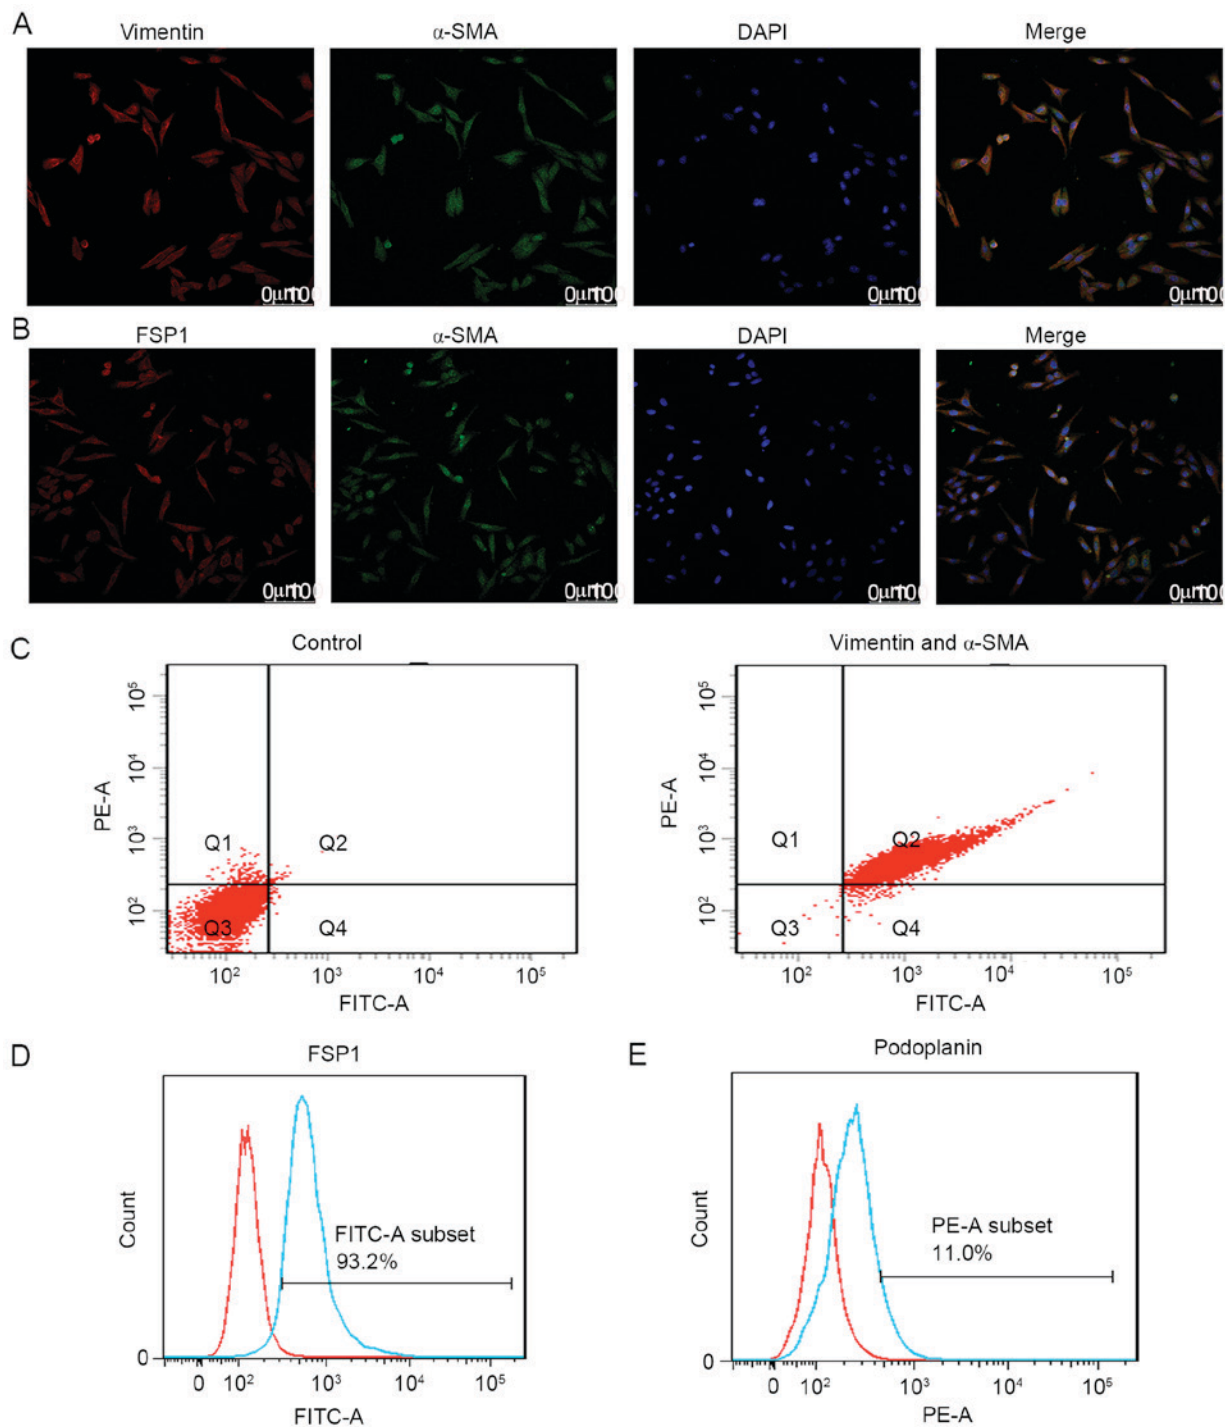 A
Vimentin
α-SMA
DAPI
Merge
B
FSP1
α-SMA
DAPI
Merge
C
Control
Vimentin and α-SMA
PE-A
10⁵
10⁴
10³
10²
Q1
Q2
Q3
Q4
10²
10³
10⁴
10⁵
FITC-A
PE-A
10⁵
10⁴
10³
10²
Q1
Q2
Q3
Q4
10²
10³
10⁴
10⁵
FITC-A
D
FSP1
Count
FITC-A subset
93.2%
0
0
10²
10³
10⁴
10⁵
FITC-A
E
Podoplanin
Count
PE-A subset
11.0%
0
0
10²
10³
10⁴
10⁵
PE-A